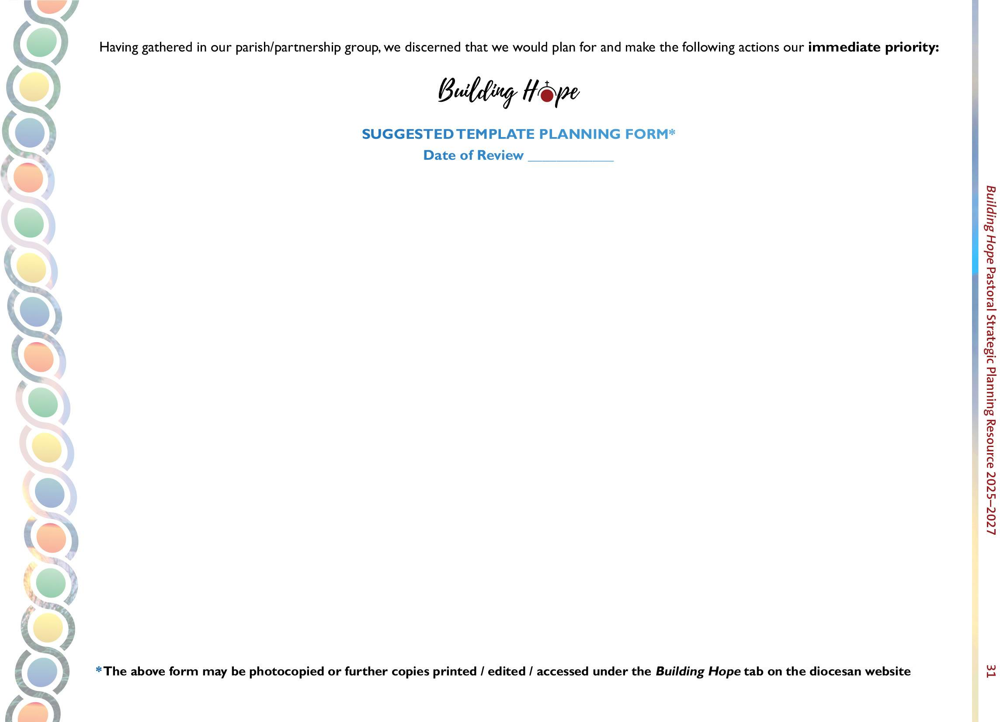 Having gathered in our parish/partnership group, we discerned that we would plan for and make the following actions our immediate priority:
Building Hope
SUGGESTED TEMPLATE PLANNING FORM*
Date of Review ____________
*The above form may be photocopied or further copies printed / edited / accessed under the Building Hope tab on the diocesan website
Building Hope Pastoral Strategic Planning Resource 2025–2027
31